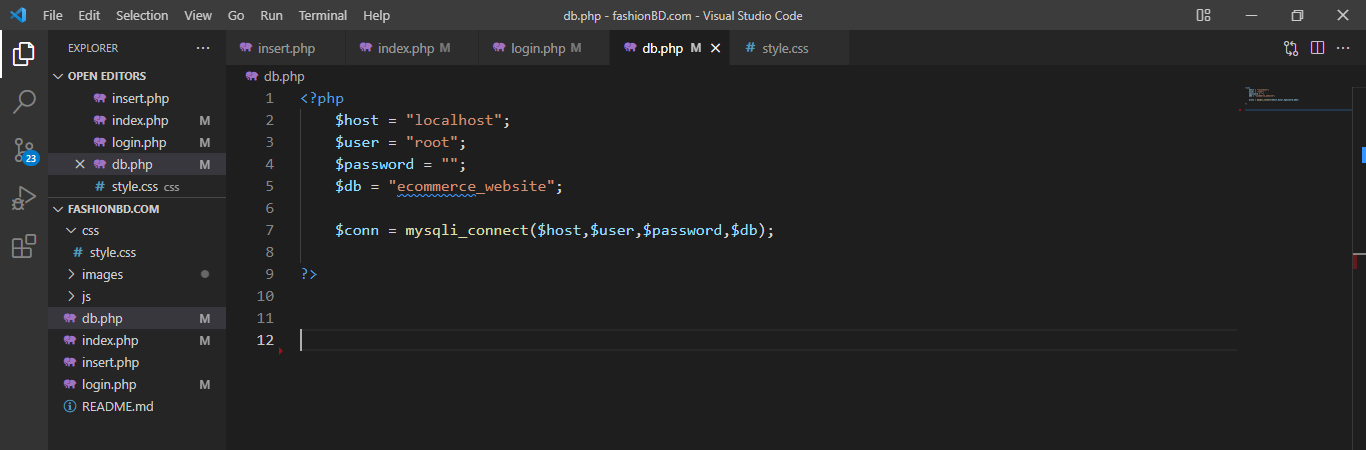 File Edit Selection View Go Run Terminal Help db.php - fashionBD.com - Visual Studio Code
EXPLORER
OPEN EDITORS
insert.php
index.php M
login.php M
db.php M
style.css css
FASHIONBD.COM
css
style.css
images
js
db.php M
index.php M
insert.php
login.php M
README.md
23
insert.php index.php M login.php M db.php M style.css
db.php
1 <?php
2 $host = "localhost";
3 $user = "root";
4 $password = "";
5 $db = "ecommerce_website";
6
7 $conn = mysqli_connect($host,$user,$password,$db);
8
9 ?>
10
11
12